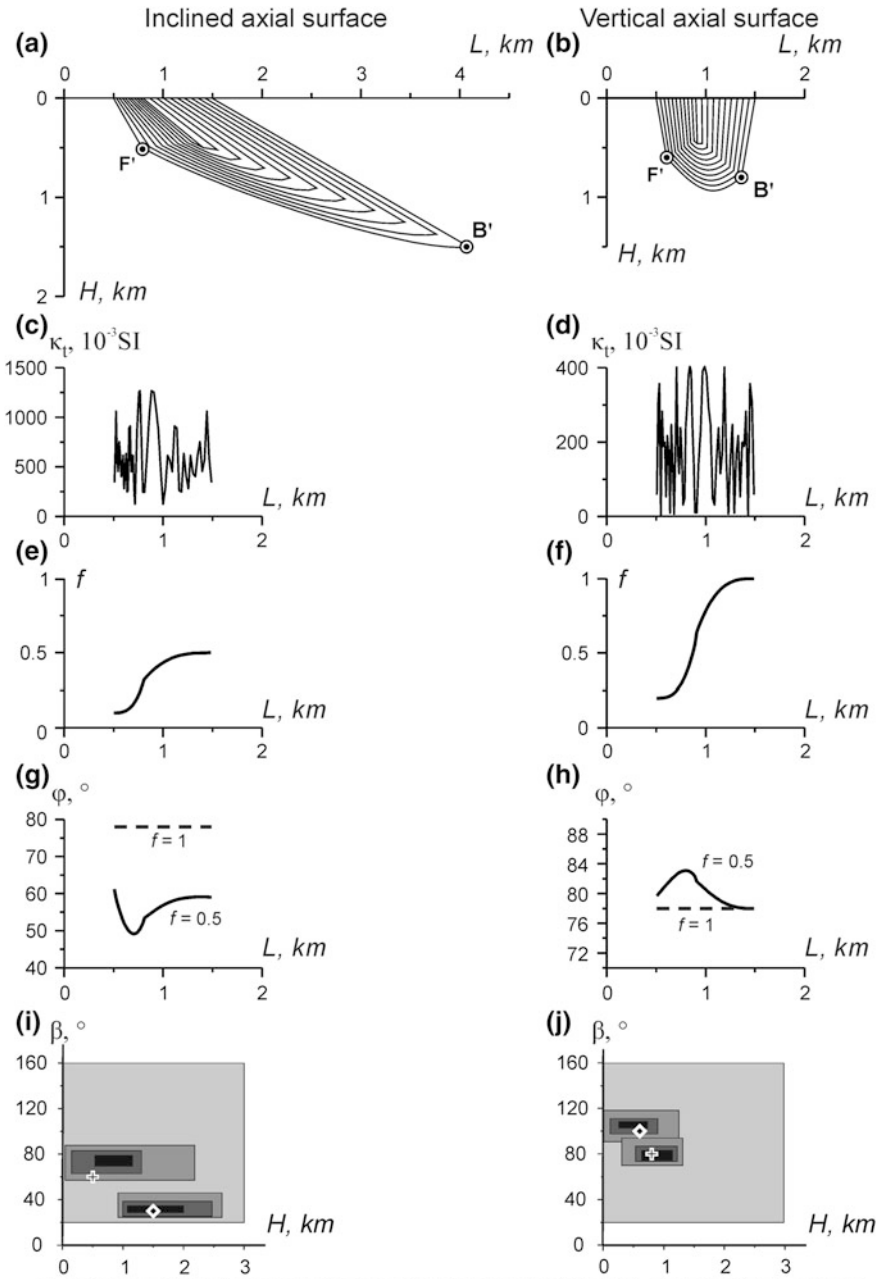 Inclined axial surface
Vertical axial surface
(a)
L, km
0 1 2 3 4
0
1
2
F'
B'
H, km
(b)
L, km
0 1 2
0
1
F'
B'
H, km
(c)
κt, 10⁻³SI
1500
1000
500
0
L, km
0 1 2
(d)
κt, 10⁻³SI
400
200
0
L, km
0 1 2
(e)
f
1
0.5
0
L, km
0 1 2
(f)
f
1
0.5
0
L, km
0 1 2
(g)
φ, °
80
75
60
50
40
f = 1
f = 0.5
L, km
0 1 2
(h)
φ, °
88
84
80
76
72
f = 0.5
f = 1
L, km
0 1 2
(i)
β, °
160
120
80
40
0
H, km
0 1 2 3
(j)
β, °
160
120
80
40
0
H, km
0 1 2 3